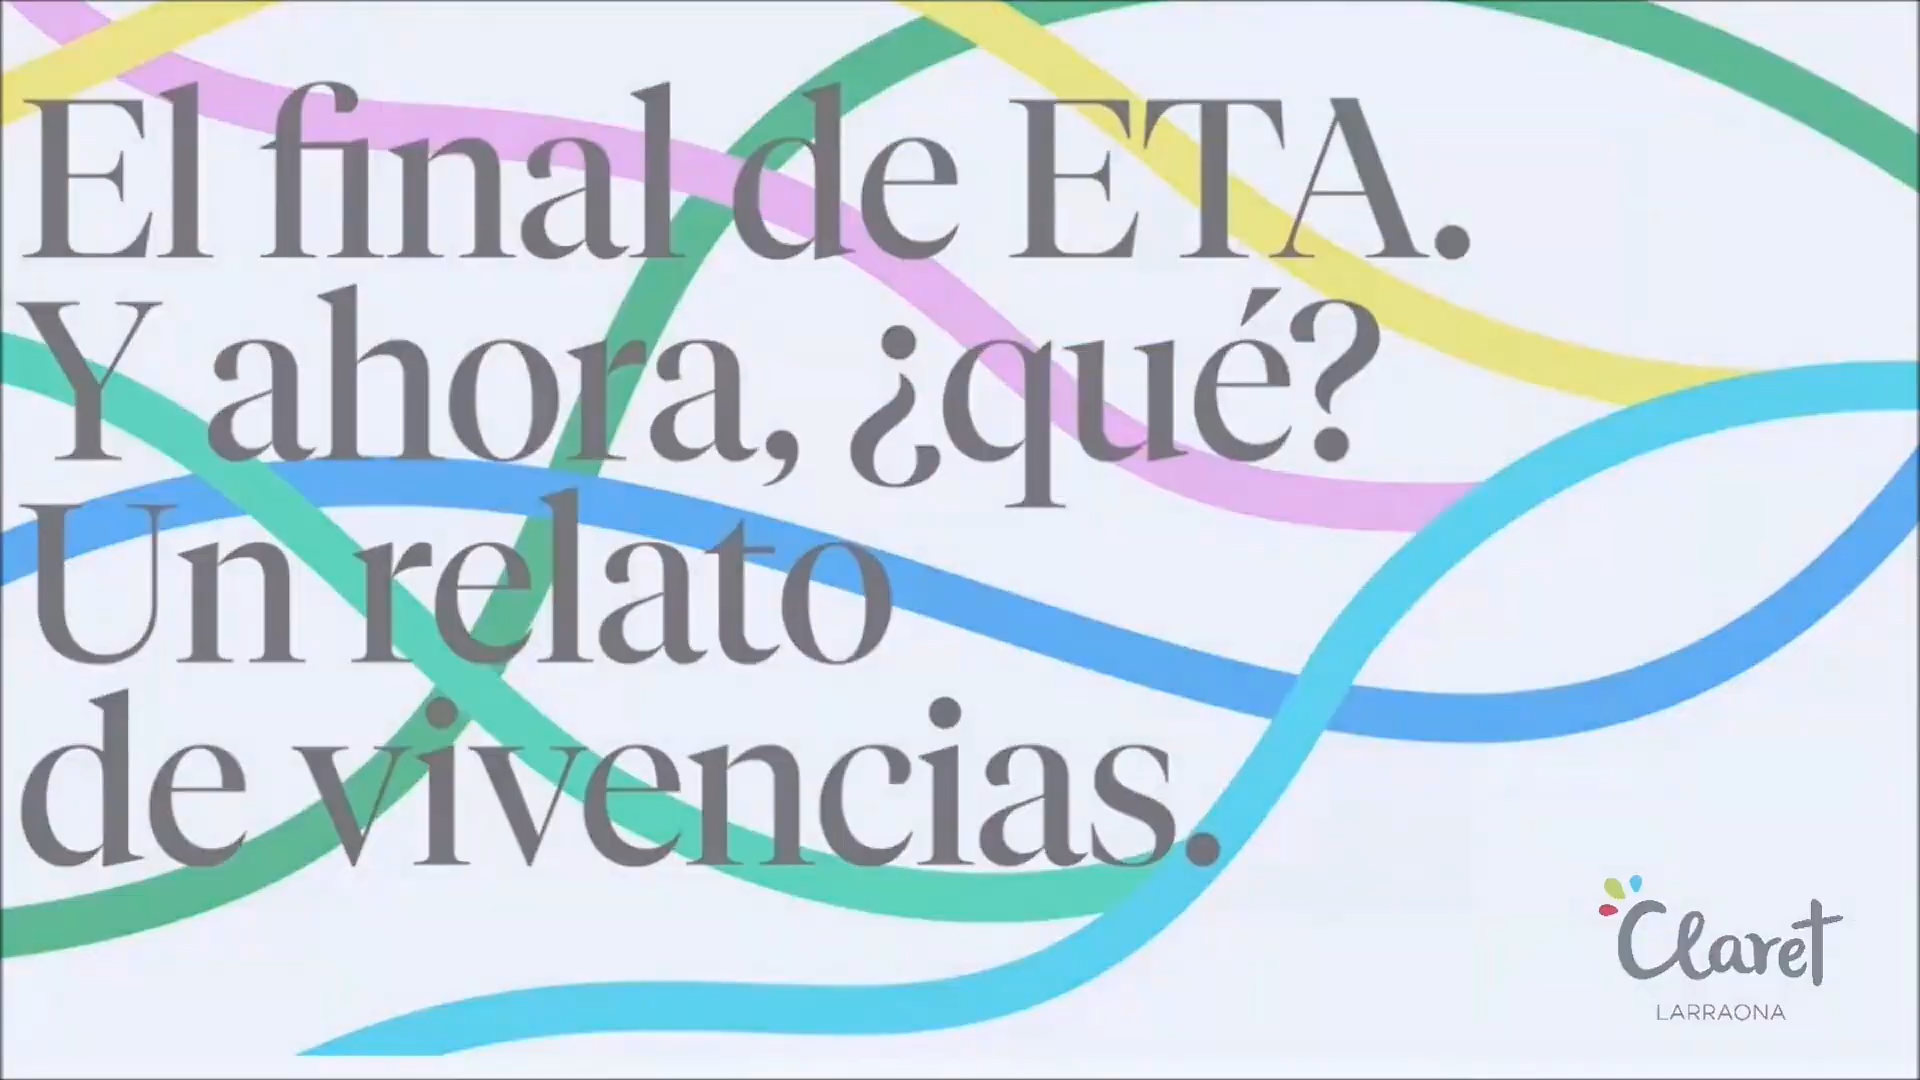 El final de ETA.
Y ahora, ¿qué?
Un relato
de vivencias.
Claret
LARRAONA